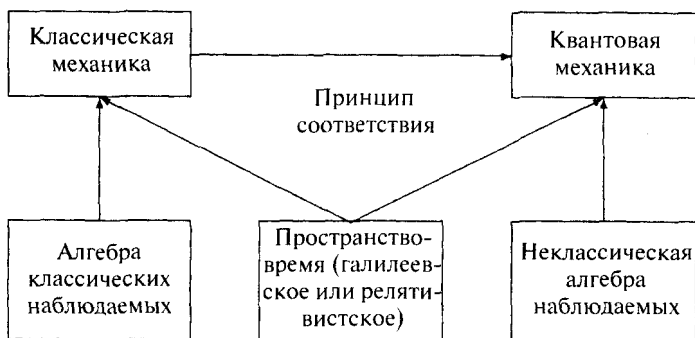 Классическая
механика
Квантовая
механика
Принцип
соответствия
Алгебра
классических
наблюдаемых
Пространство-
время (галилеев-
ское или реляти-
вистское)
Неклассическая
алгебра
наблюдаемых